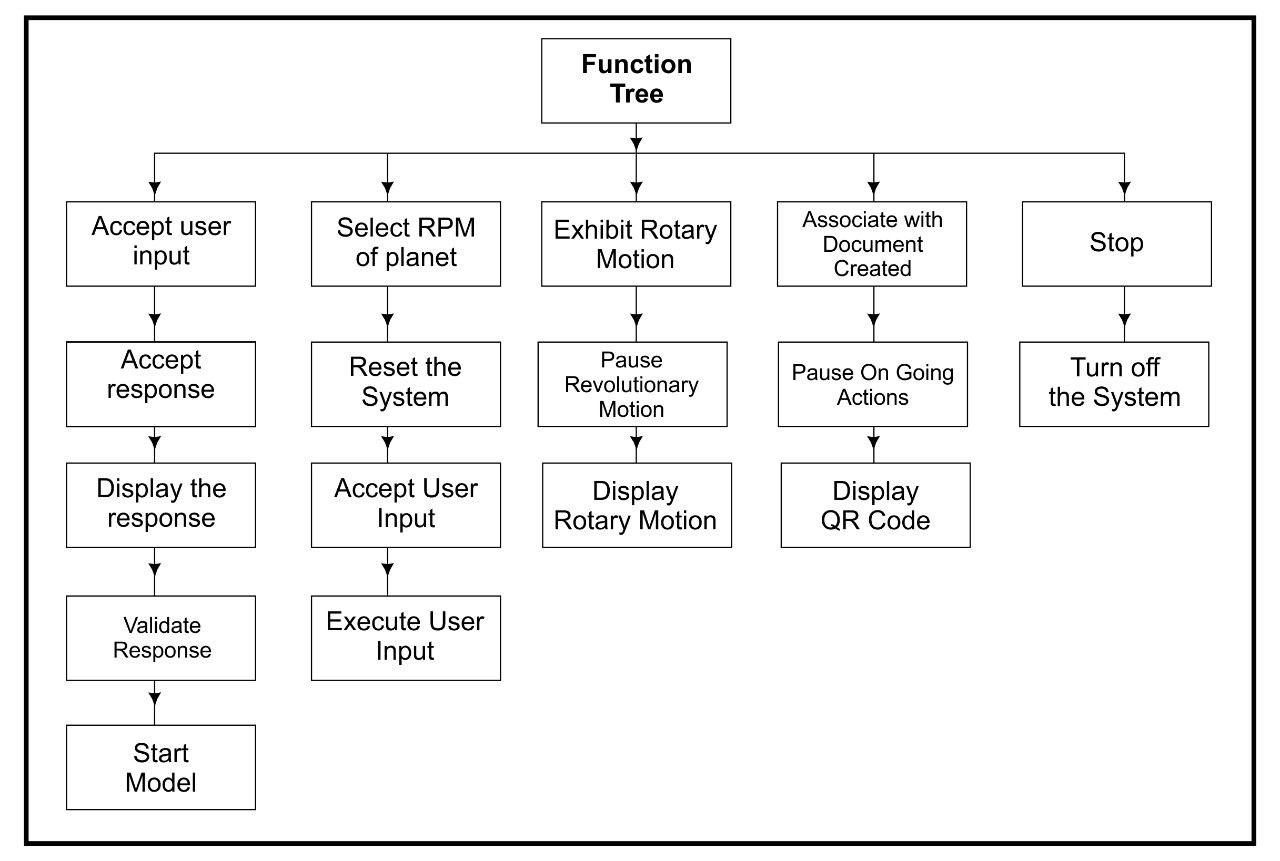 Function
Tree
Accept user
input
Select RPM
of planet
Exhibit Rotary
Motion
Associate with
Document
Created
Stop
Accept
response
Reset the
System
Pause
Revolutionary
Motion
Pause On Going
Actions
Turn off
the System
Display the
response
Accept User
Input
Display
Rotary Motion
Display
QR Code
Validate
Response
Execute User
Input
Start
Model